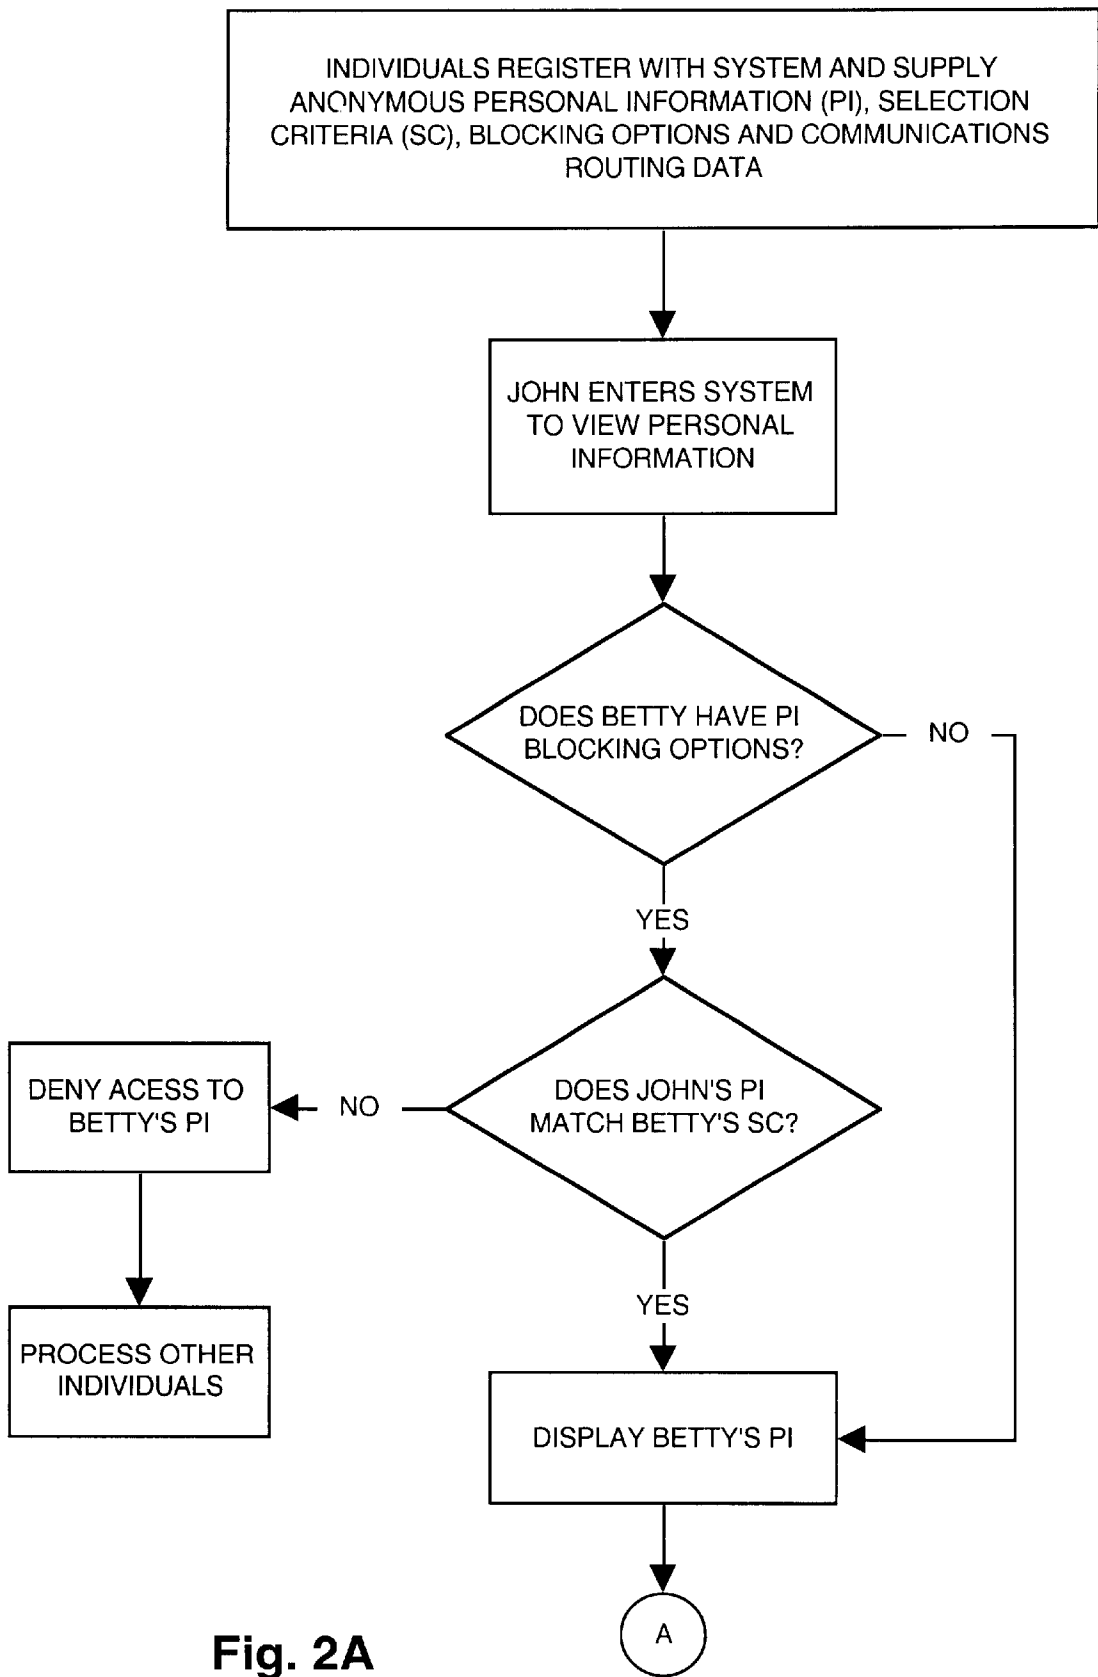 INDIVIDUALS REGISTER WITH SYSTEM AND SUPPLY
ANONYMOUS PERSONAL INFORMATION (PI), SELECTION
CRITERIA (SC), BLOCKING OPTIONS AND COMMUNICATIONS
ROUTING DATA
JOHN ENTERS SYSTEM
TO VIEW PERSONAL
INFORMATION
DOES BETTY HAVE PI
BLOCKING OPTIONS?
NO
YES
DOES JOHN'S PI
MATCH BETTY'S SC?
NO
DENY ACESS TO
BETTY'S PI
YES
PROCESS OTHER
INDIVIDUALS
DISPLAY BETTY'S PI
A
Fig. 2A